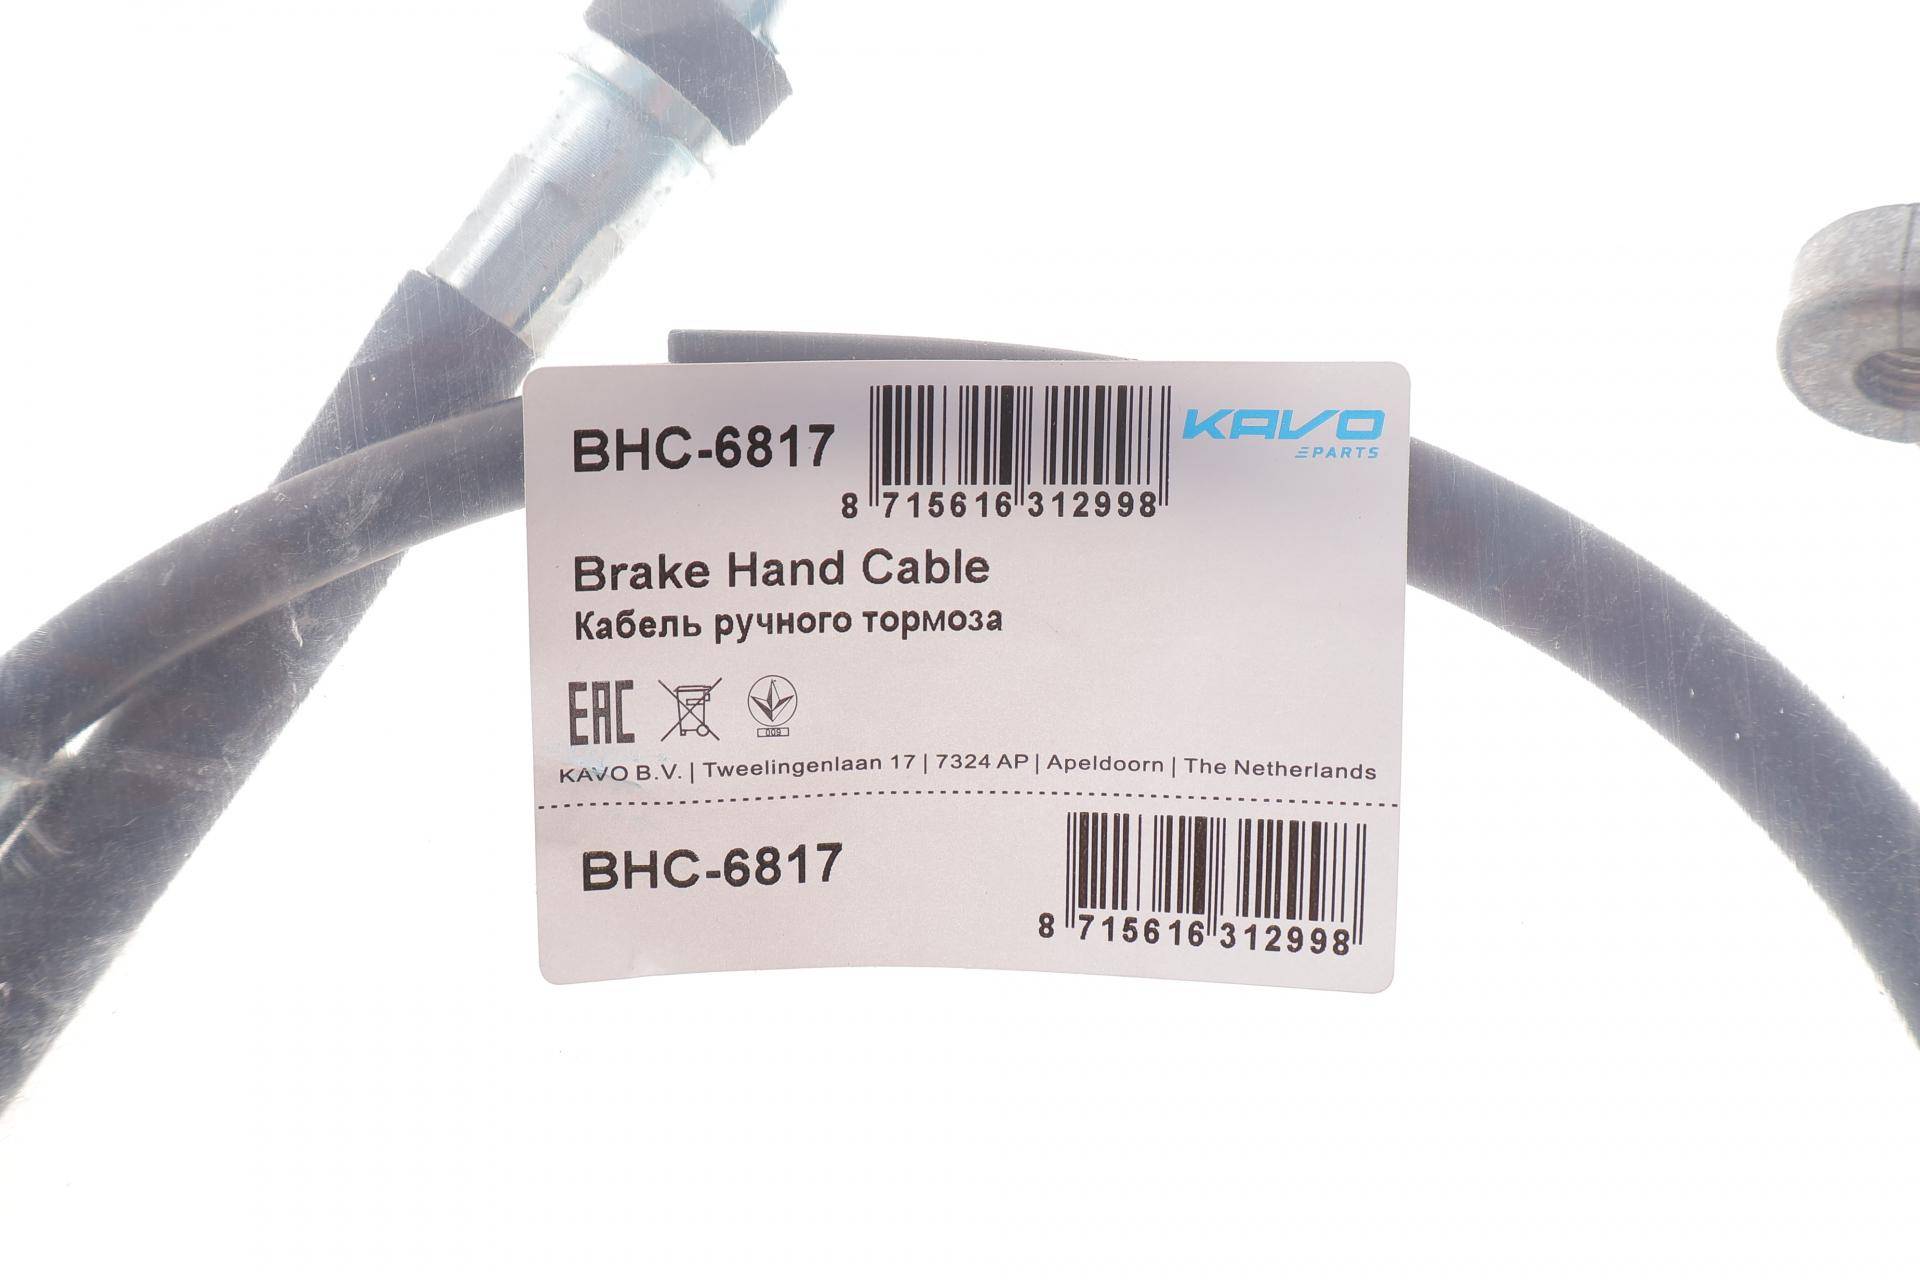 BHC-6817
KAVO
PARTS
8 715616 312998
Brake Hand Cable
Кабель ручного тормоза
EAC
009
KAVO B.V. | Tweelingenlaan 17 | 7324 AP | Apeldoorn | The Netherlands
BHC-6817
8 715616 312998